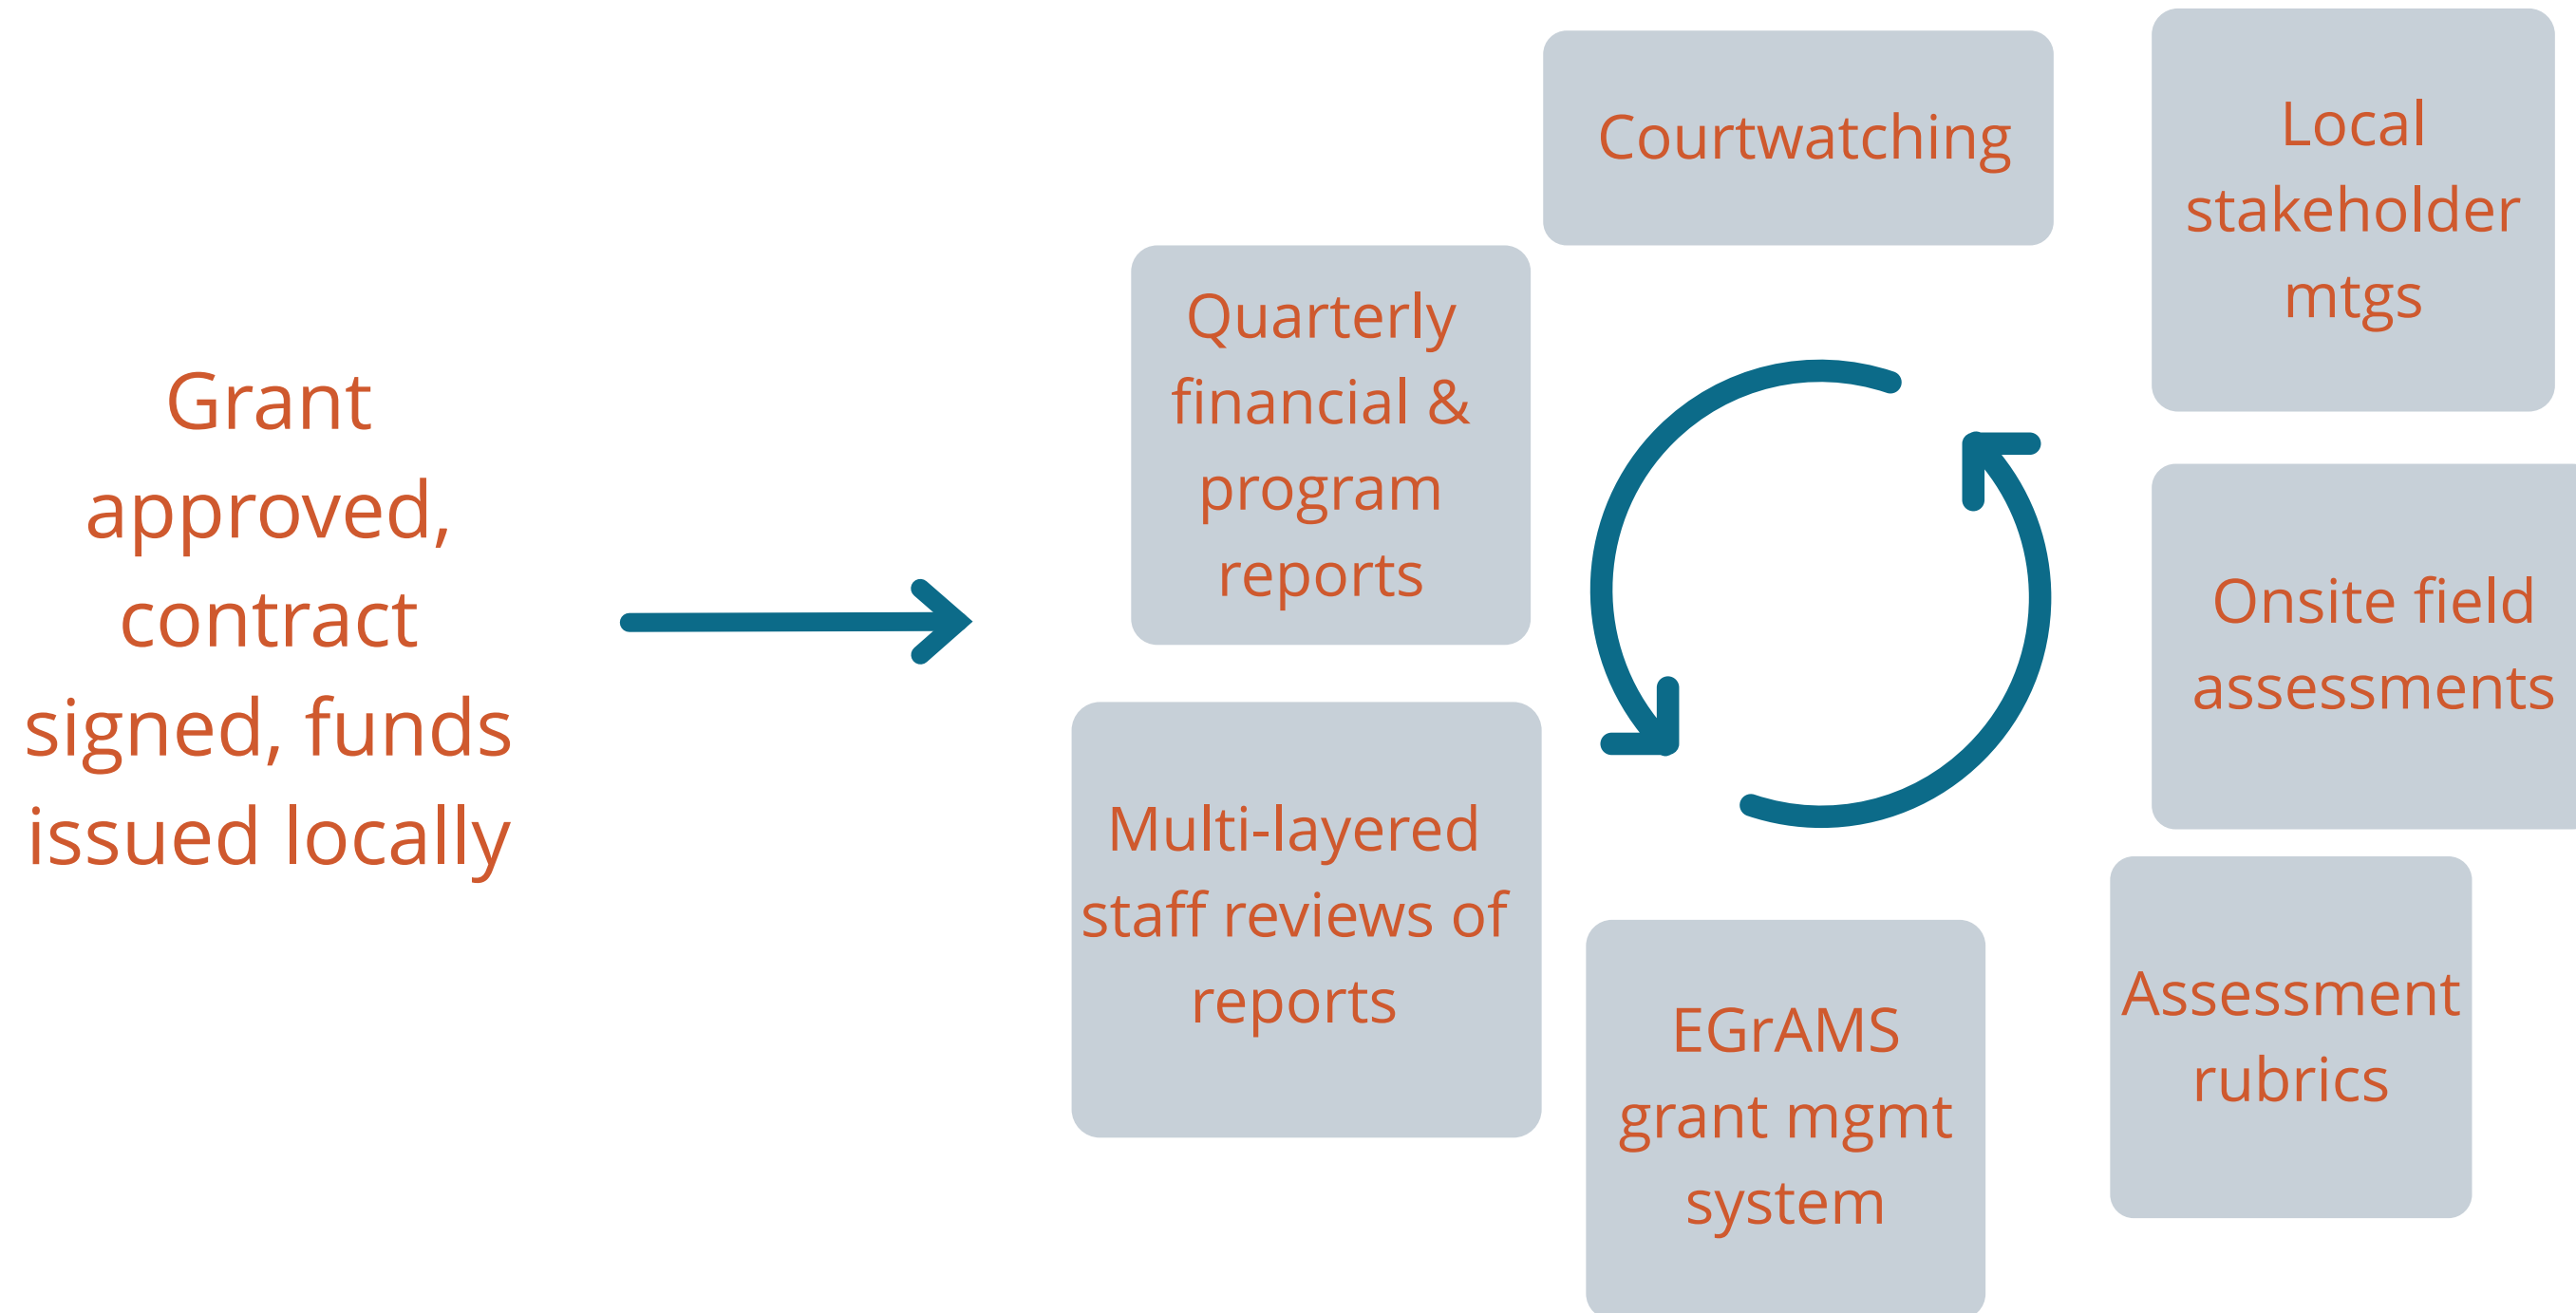 Grant
approved,
contract
signed, funds
issued locally
Courtwatching
Local
stakeholder
mtgs
Quarterly
financial &
program
reports
Onsite field
assessments
Multi-layered
staff reviews of
reports
EGrAMS
grant mgmt
system
Assessment
rubrics